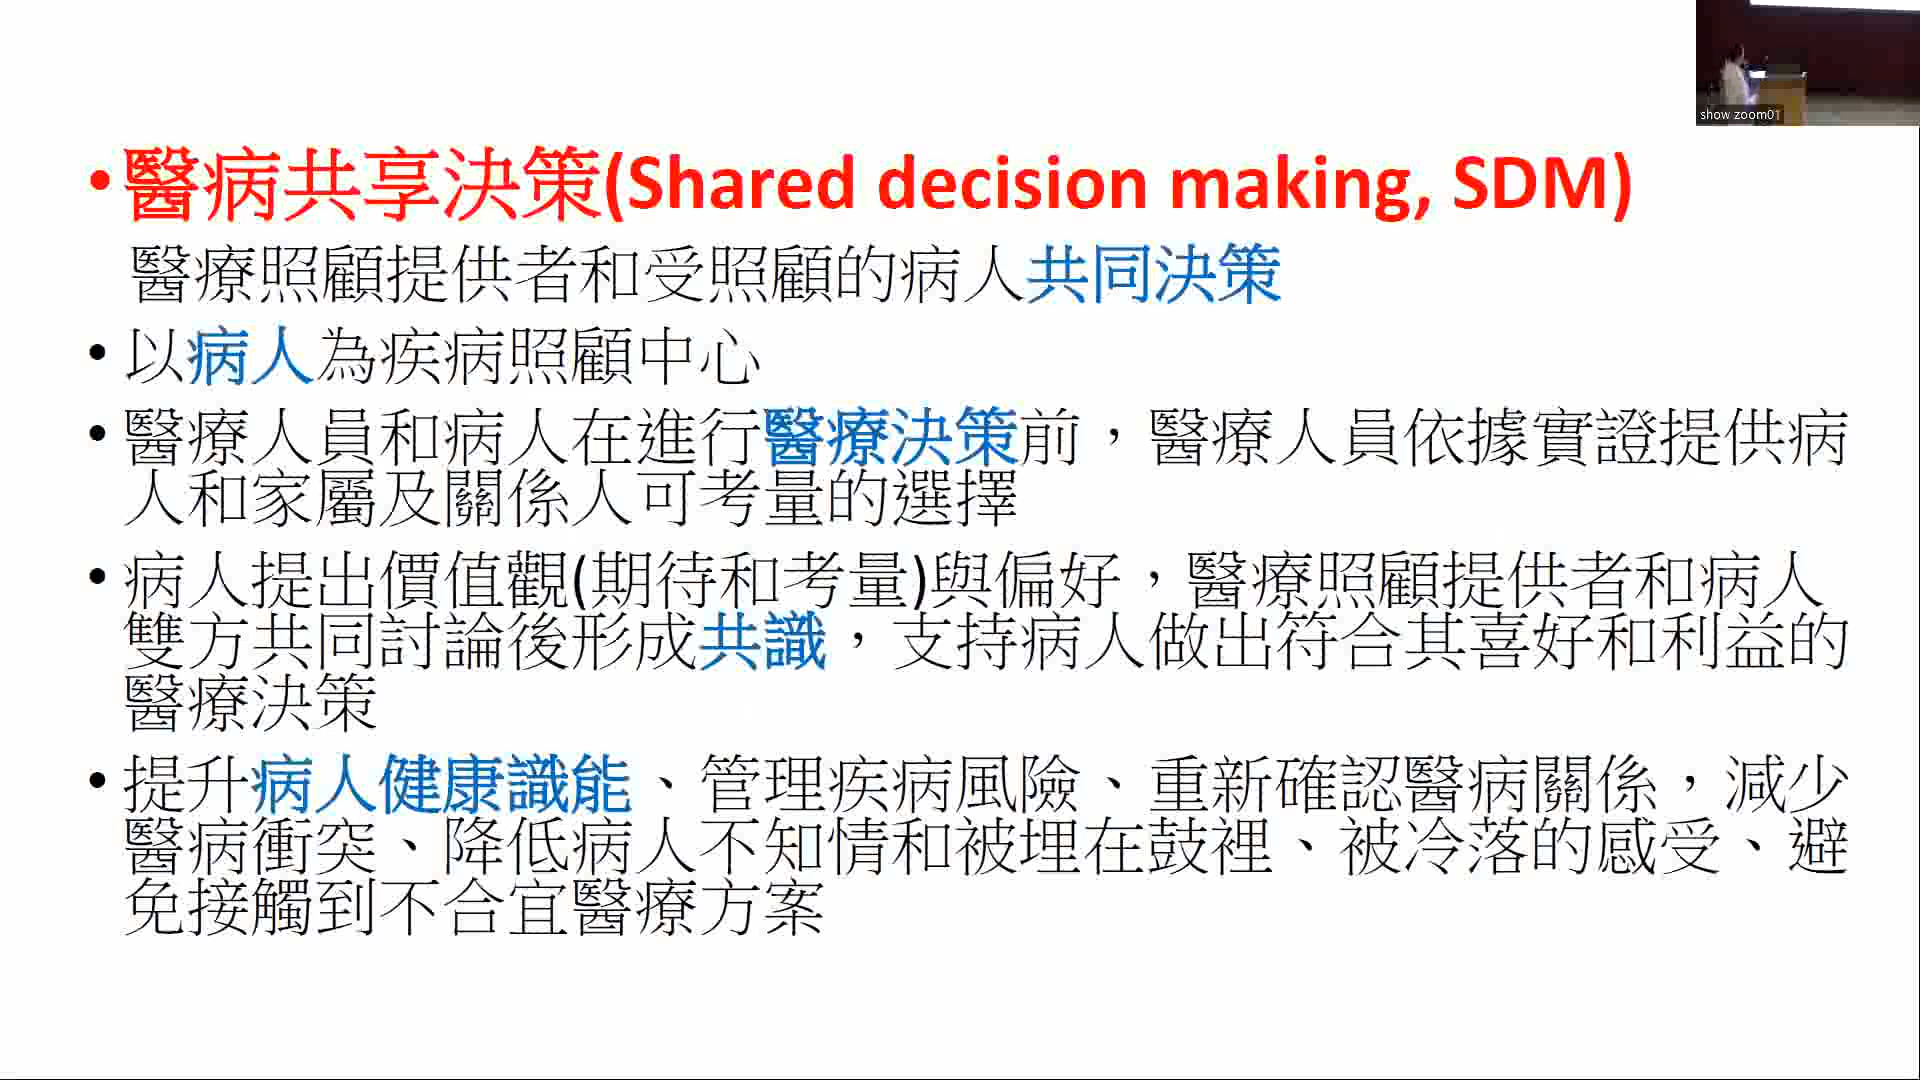 show zoom01
•醫病共享決策(Shared decision making, SDM)
醫療照顧提供者和受照顧的病人共同決策
•以病人為疾病照顧中心
•醫療人員和病人在進行醫療決策前，醫療人員依據實證提供病
人和家屬及關係人可考量的選擇
•病人提出價值觀(期待和考量)與偏好，醫療照顧提供者和病人
雙方共同討論後形成共識，支持病人做出符合其喜好和利益的
醫療決策
•提升病人健康識能、管理疾病風險、重新確認醫病關係，減少
醫病衝突、降低病人不知情和被埋在鼓裡、被冷落的感受、避
免接觸到不合宜醫療方案